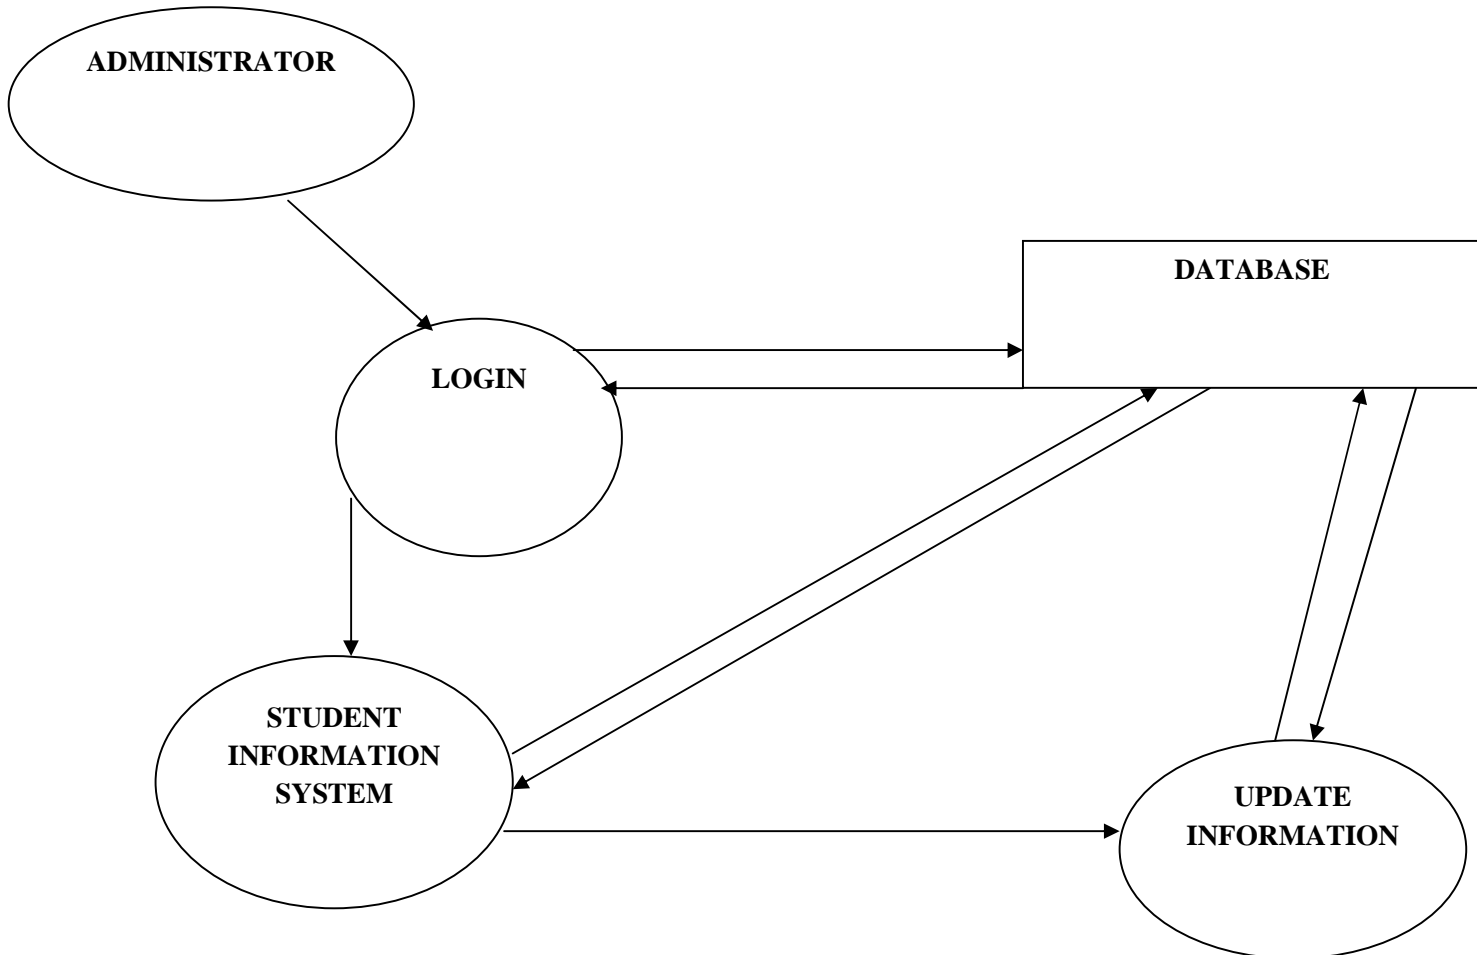 ADMINISTRATOR
DATABASE
LOGIN
STUDENT
INFORMATION
SYSTEM
UPDATE
INFORMATION